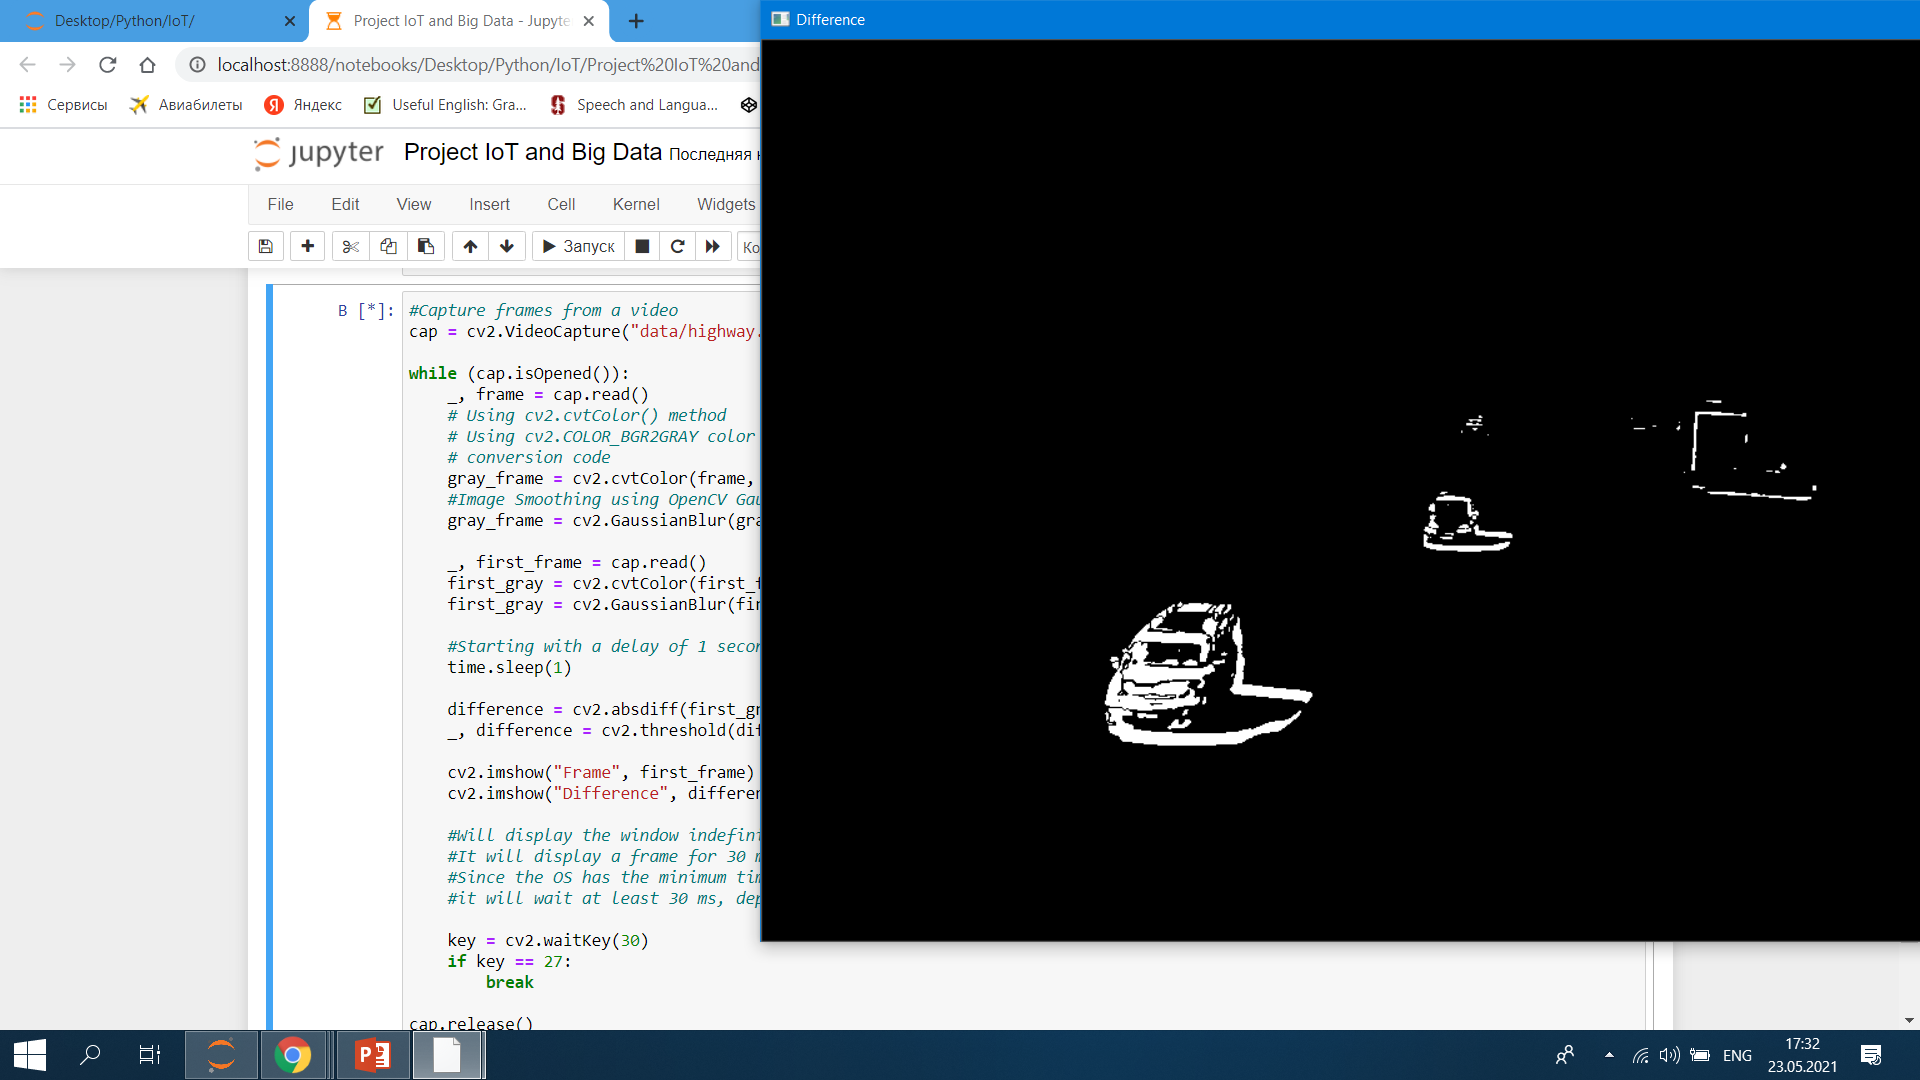 Desktop/Python/IoT/
Project IoT and Big Data - Jupyte
Difference
localhost:8888/notebooks/Desktop/Python/IoT/Project%20IoT%20and
Сервисы
Авиабилеты
Яндекс
Useful English: Gra...
Speech and Langua...
jupyter
Project IoT and Big Data Последняя к
File Edit View Insert Cell Kernel Widgets
Запуск
Ко
В [*]:
#Capture frames from a video
cap = cv2.VideoCapture("data/highway.
while (cap.isOpened()):
_, frame = cap.read()
# Using cv2.cvtColor() method
# Using cv2.COLOR_BGR2GRAY color
# conversion code
gray_frame = cv2.cvtColor(frame,
#Image Smoothing using OpenCV Gau
gray_frame = cv2.GaussianBlur(gra
_, first_frame = cap.read()
first_gray = cv2.cvtColor(first_f
first_gray = cv2.GaussianBlur(fir
#Starting with a delay of 1 secon
time.sleep(1)
difference = cv2.absdiff(first_gr
_, difference = cv2.threshold(dif
cv2.imshow("Frame", first_frame)
cv2.imshow("Difference", differen
#Will display the window indefini
#It will display a frame for 30 m
#Since the OS has the minimum tim
#it will wait at least 30 ms, dep
key = cv2.waitKey(30)
if key == 27:
break
cap.release()
ENG
17:32
23.05.2021